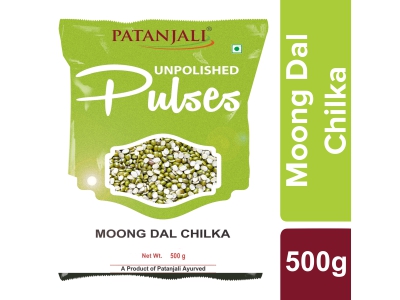 PATANJALI®
UNPOLISHED
Pulses
MOONG DAL CHILKA
Net Wt. 500 g
A Product of Patanjali Ayurved
Moong Dal
Chilka
500g